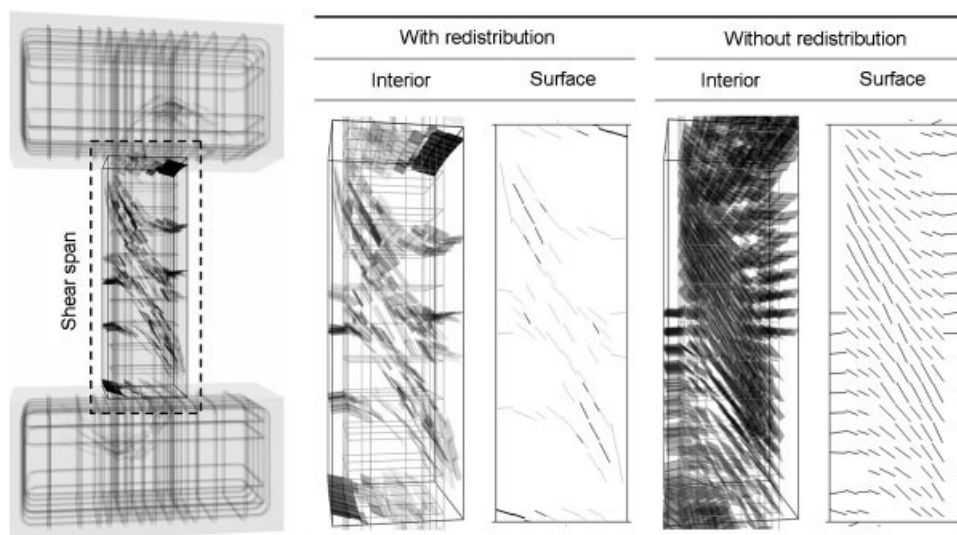 With redistribution
Without redistribution
Interior
Surface
Interior
Surface
Shear span